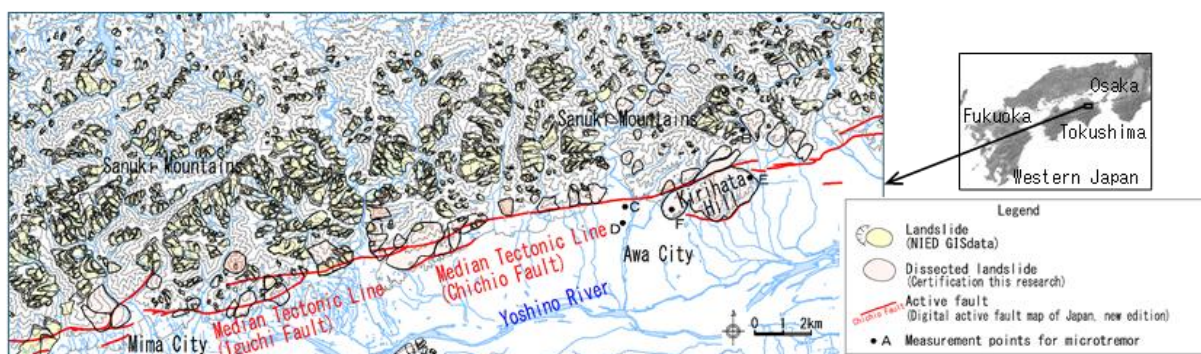 Sanuki Mountains
Sanuki Mountains
Kirihata
Hill
A
B
C
D
E
F
Median Tectonic Line
(Chichio Fault)
Awa City
Yoshino River
Median Tectonic Line
(Iguchi Fault)
Mima City
0 1 2km
Osaka
Fukuoka
Tokushima
Western Japan
Legend
Landslide
(NIED GISdata)
Dissected landslide
(Certification this research)
Chichio Fault
Active fault
(Digital active fault map of Japan, new edition)
A Measurement points for microtremor